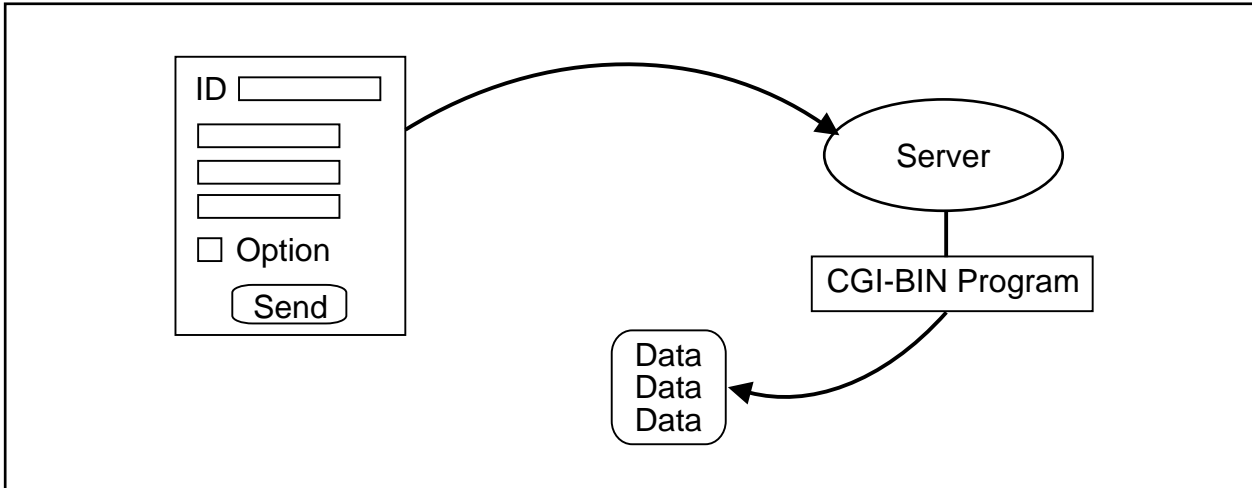 ID
Option
Send
Server
CGI-BIN Program
Data
Data
Data